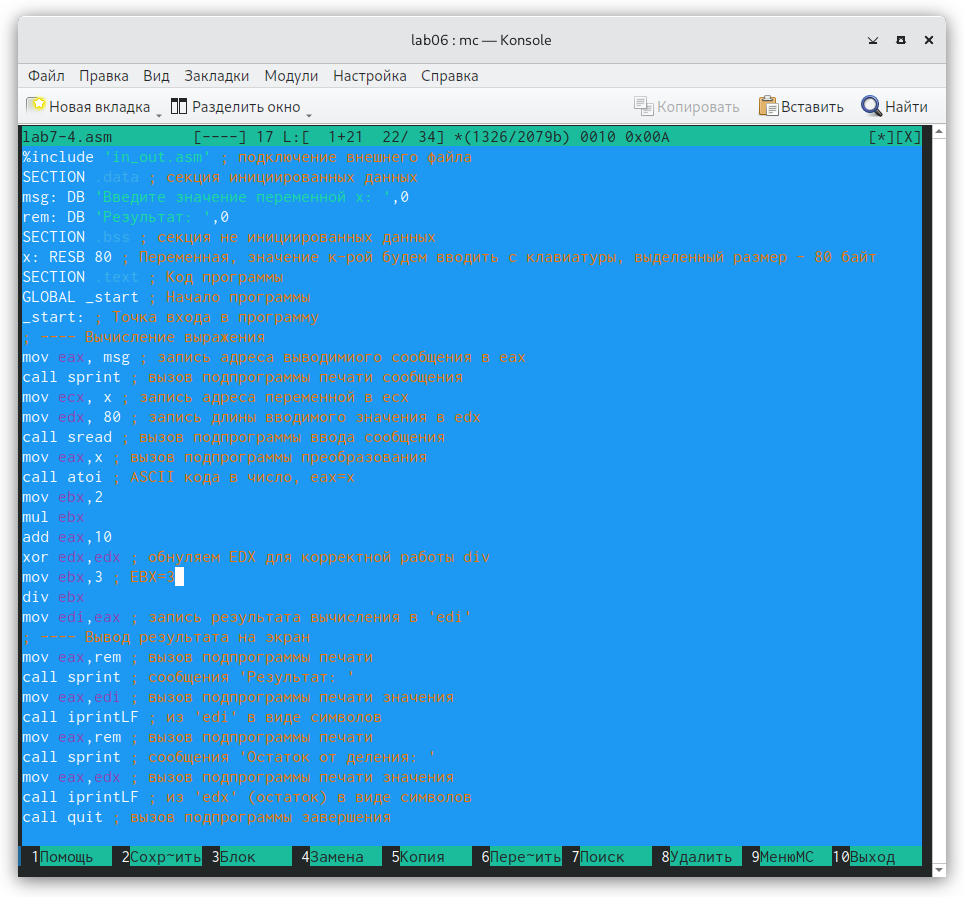 lab06 : mc — Konsole
Файл Правка Вид Закладки Модули Настройка Справка
Новая вкладка Разделить окно Копировать Вставить Найти
lab7-4.asm [----] 17 L:[ 1+21 22/ 34] *(1326/2079b) 0010 0x00A [*][X]
%include 'in_out.asm' ; подключение внешнего файла
SECTION .data ; секция инициированных данных
msg: DB 'Введите значение переменной x: ',0
rem: DB 'Результат: ',0
SECTION .bss ; секция не инициированных данных
x: RESB 80 ; Переменная, значение к-рой будем вводить с клавиатуры, выделенный размер - 80 байт
SECTION .text ; Код программы
GLOBAL _start ; Начало программы
_start: ; Точка входа в программу
; ---- Вычисление выражения
mov eax, msg ; запись адреса выводимиого сообщения в eax
call sprint ; вызов подпрограммы печати сообщения
mov ecx, x ; запись адреса переменной в ecx
mov edx, 80 ; запись длины вводимого значения в edx
call sread ; вызов подпрограммы ввода сообщения
mov eax,x ; вызов подпрограммы преобразования
call atoi ; ASCII кода в число, eax=x
mov ebx,2
mul ebx
add eax,10
xor edx,edx ; обнуляем EDX для корректной работы div
mov ebx,3 ; EBX=3
div ebx
mov edi,eax ; запись результата вычисления в 'edi'
; ---- Вывод результата на экран
mov eax,rem ; вызов подпрограммы печати
call sprint ; сообщения 'Результат: '
mov eax,edi ; вызов подпрограммы печати значения
call iprintLF ; из 'edi' в виде символов
mov eax,rem ; вызов подпрограммы печати
call sprint ; сообщения 'Остаток от деления: '
mov eax,edx ; вызов подпрограммы печати значения
call iprintLF ; из 'edx' (остаток) в виде символов
call quit ; вызов подпрограммы завершения
1Помощь 2Сохр~ить 3Блок 4Замена 5Копия 6Пере~ить 7Поиск 8Удалить 9МенюMC 10Выход